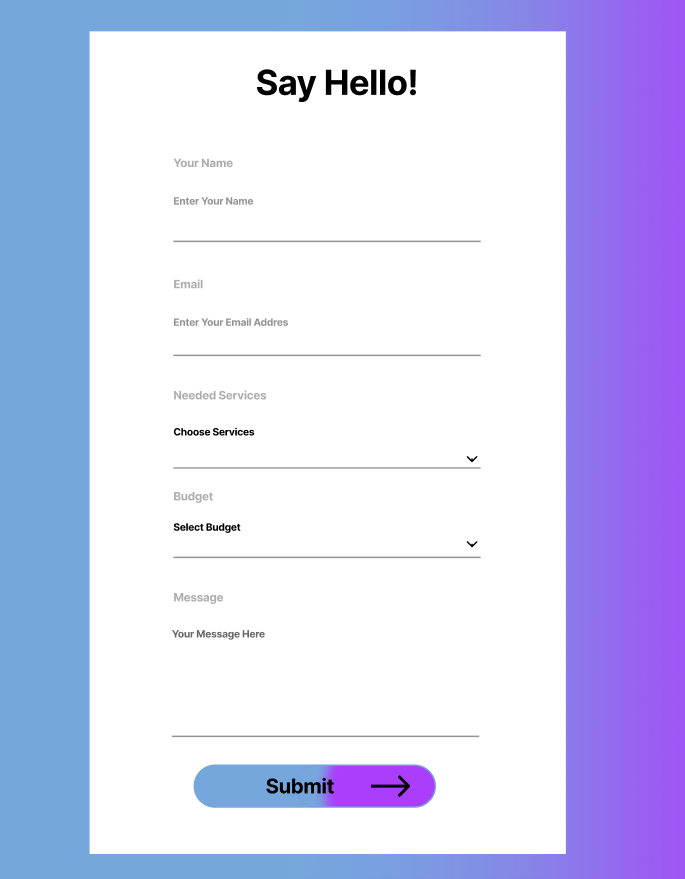 Say Hello!
Your Name
Enter Your Name
Email
Enter Your Email Addres
Needed Services
Choose Services
Budget
Select Budget
Message
Your Message Here
Submit